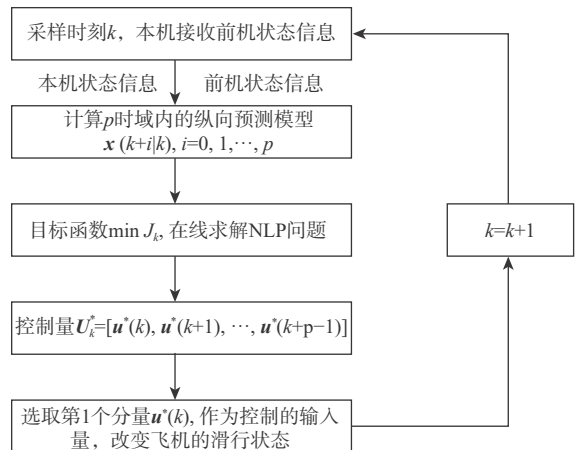 采样时刻k，本机接收前机状态信息
本机状态信息 前机状态信息
计算p时域内的纵向预测模型
x (k+i|k), i=0, 1,…, p
目标函数min Jₖ, 在线求解NLP问题
k=k+1
控制量U*ₖ=[u*(k), u*(k+1), …, u*(k+p−1)]
选取第1个分量u*(k), 作为控制的输入
量，改变飞机的滑行状态